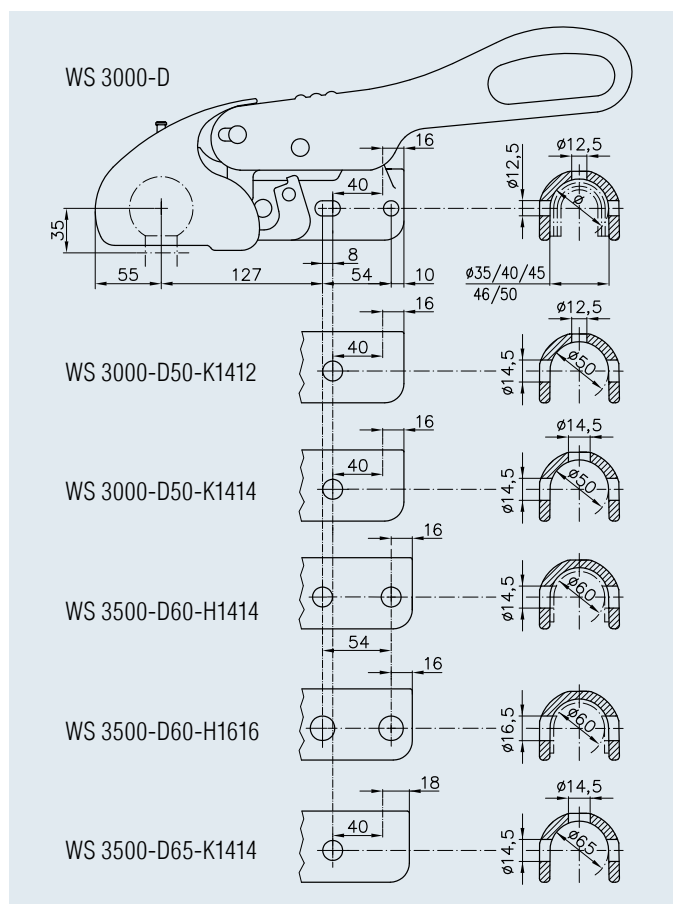 WS 3000-D
16
ø12,5
ø12,5
40
ø
35
8
55
127
54
10
ø35/40/45
46/50
16
ø12,5
40
WS 3000-D50-K1412
ø14,5
ø50
16
ø14,5
40
WS 3000-D50-K1414
ø14,5
ø50
16
WS 3500-D60-H1414
ø14,5
ø60
54
16
WS 3500-D60-H1616
ø16,5
ø60
18
ø14,5
40
WS 3500-D65-K1414
ø14,5
ø65